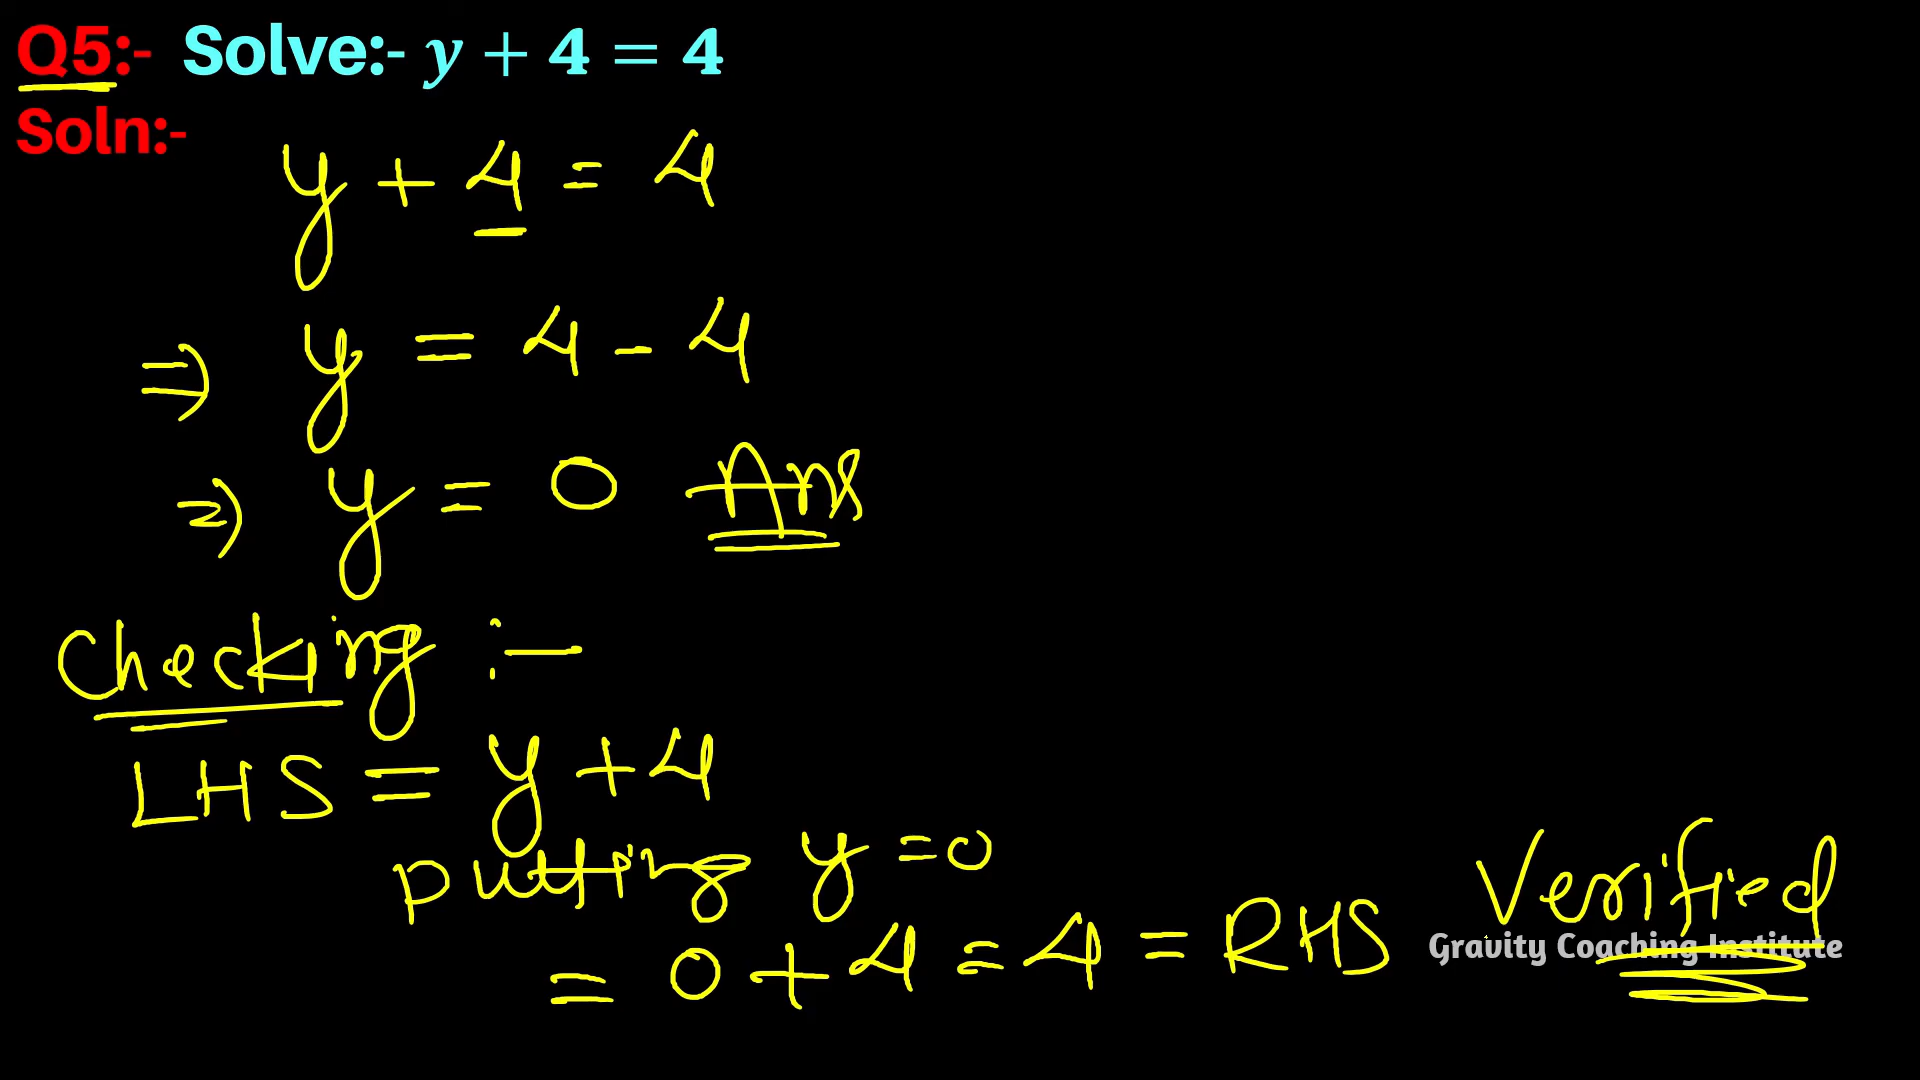 Q5:- Solve:- y + 4 = 4
Soln:-
y + 4 = 4
⇒ y = 4 - 4
⇒ y = 0 Ans
Checking :-
LHS = y + 4
putting y = 0
= 0 + 4 = 4 = RHS Verified
Gravity Coaching Institute